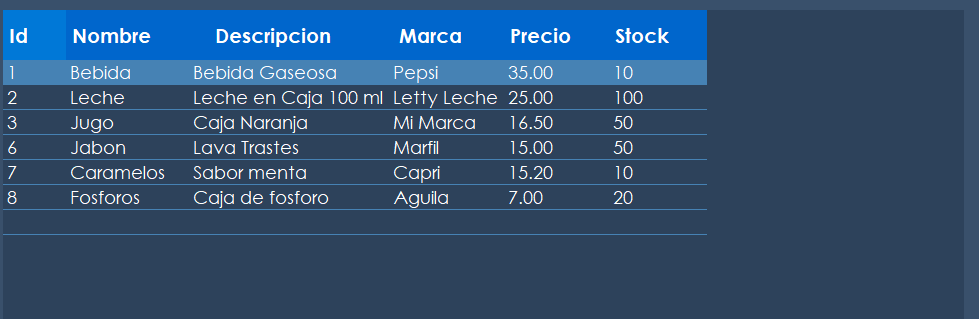 Id Nombre Descripcion Marca Precio Stock
1 Bebida Bebida Gaseosa Pepsi 35.00 10
2 Leche Leche en Caja 100 ml Letty Leche 25.00 100
3 Jugo Caja Naranja Mi Marca 16.50 50
6 Jabon Lava Trastes Marfil 15.00 50
7 Caramelos Sabor menta Capri 15.20 10
8 Fosforos Caja de fosforo Aguila 7.00 20